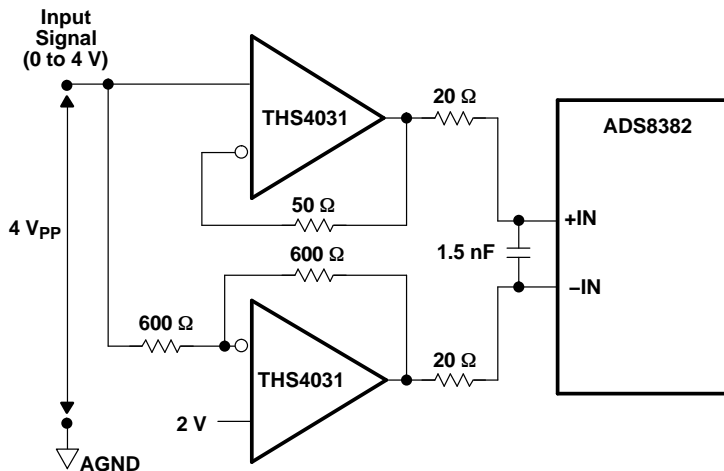 Input
Signal
(0 to 4 V)
THS4031
20 Ω
ADS8382
50 Ω
4 VPP
+IN
1.5 nF
600 Ω
−IN
600 Ω
THS4031
20 Ω
2 V
AGND